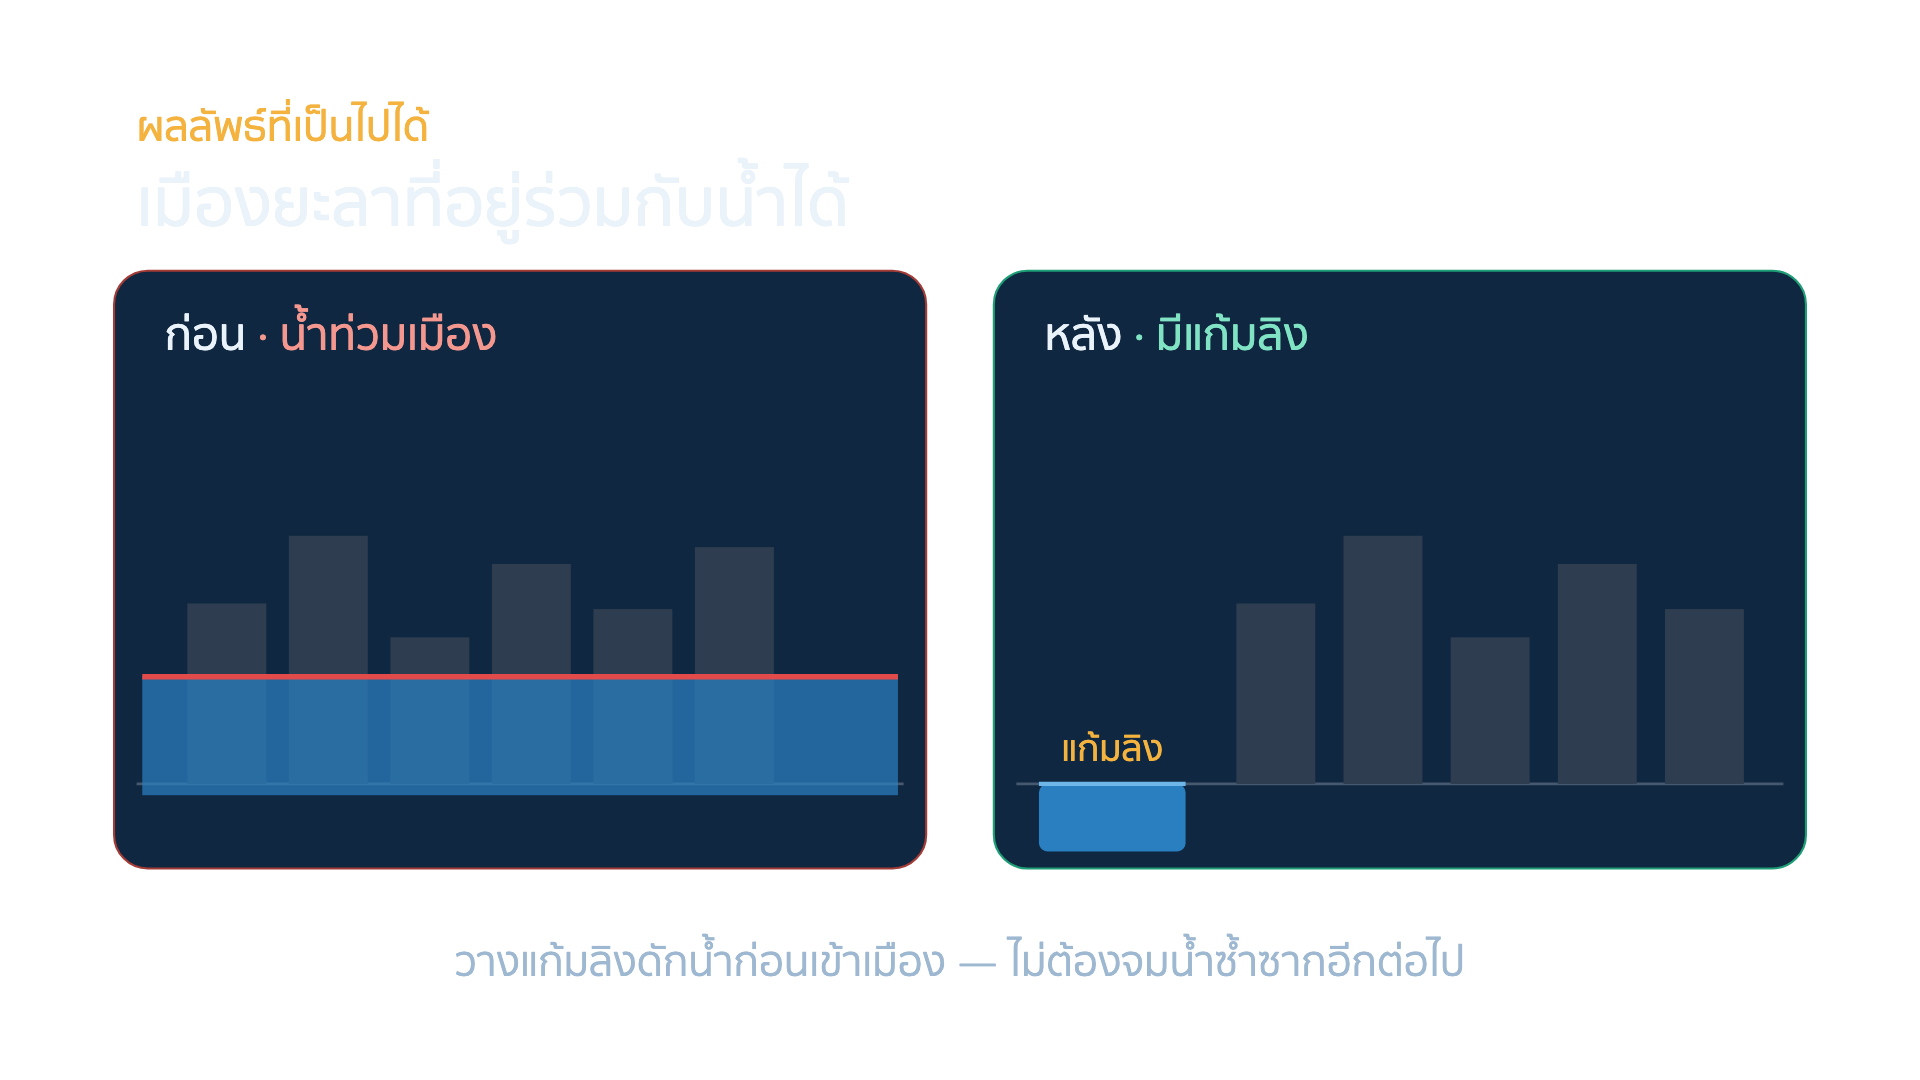 ผลลัพธ์ที่เป็นไปได้
เมืองยะลาที่อยู่ร่วมกับน้ำได้
ก่อน · น้ำท่วมเมือง
หลัง · มีแก้มลิง
แก้มลิง
วางแก้มลิงดักน้ำก่อนเข้าเมือง — ไม่ต้องจมน้ำซ้ำซากอีกต่อไป